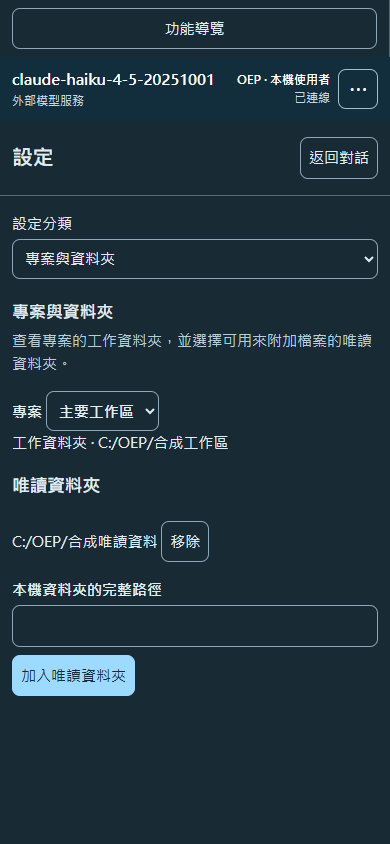 功能導覽
claude-haiku-4-5-20251001
OEP · 本機使用者
外部模型服務
已連線
...
設定
返回對話
設定分類
專案與資料夾
專案與資料夾
查看專案的工作資料夾，並選擇可用來附加檔案的唯讀
資料夾。
專案 主要工作區
工作資料夾 · C:/OEP/合成工作區
唯讀資料夾
C:/OEP/合成唯讀資料 移除
本機資料夾的完整路徑
加入唯讀資料夾